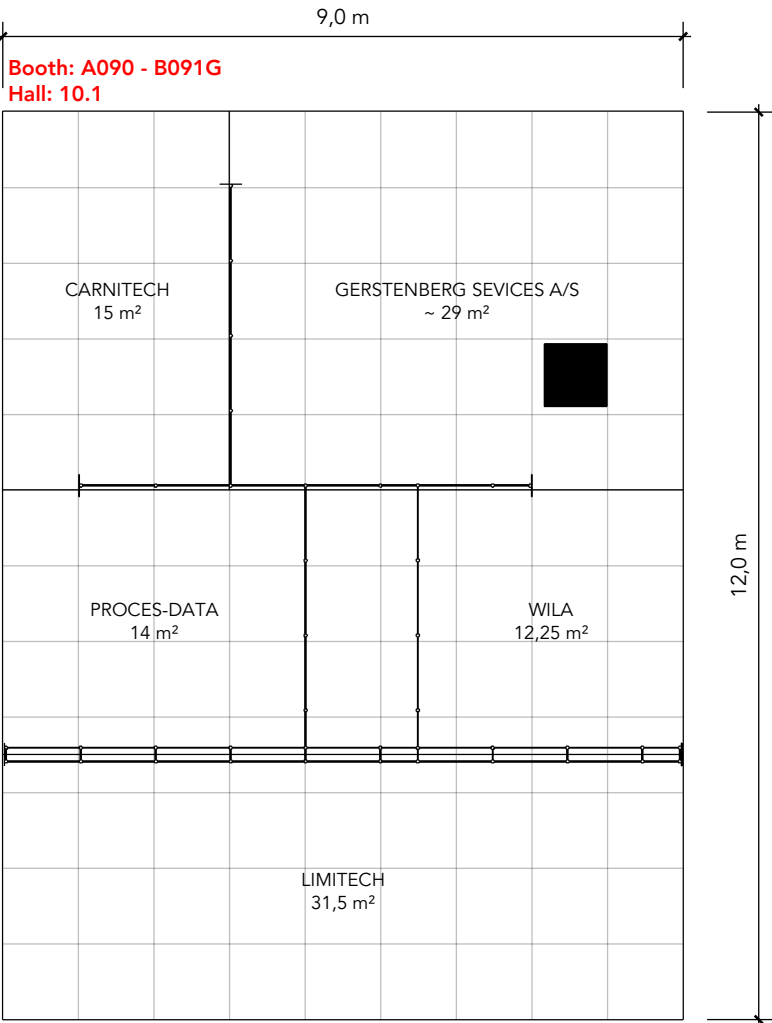 9,0 m
Booth: A090 - B091G
Hall: 10.1
CARNITECH
15 m²
GERSTENBERG SEVICES A/S
~ 29 m²
12,0 m
PROCES-DATA
14 m²
WILA
12,25 m²
LIMITECH
31,5 m²